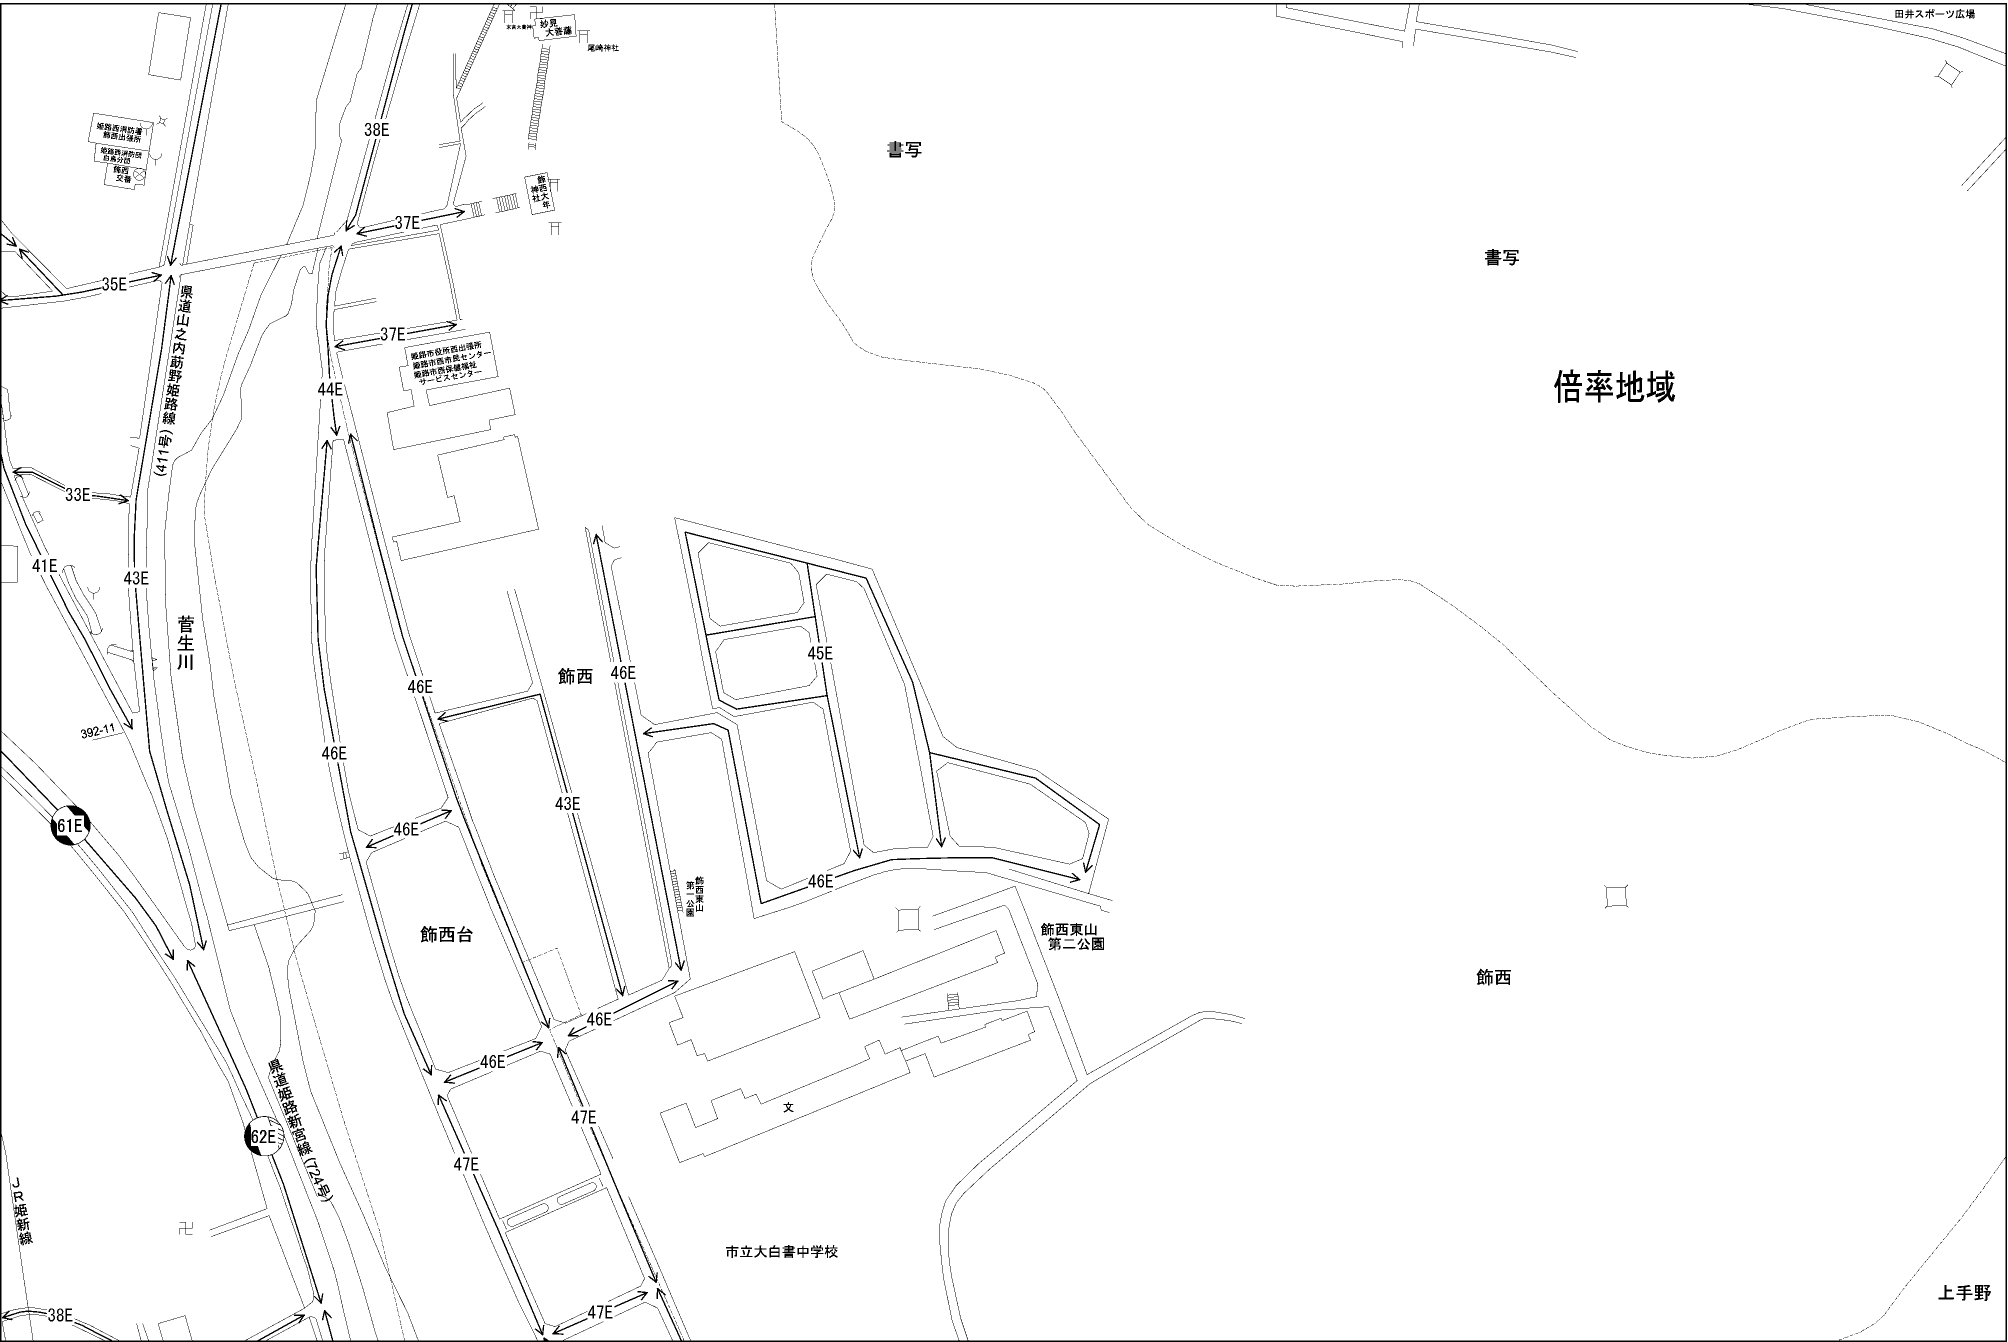 田井スポーツ広場
妙見
大菩薩
尾崎神社
38E
書写
姫路西消防署
飾西出張所
姫路西消防団
白鳥分団
飾西
交番
飾西大年
神社
37E
書写
35E
県道山之内莇野姫路線
(411号)
37E
姫路市役所西出張所
姫路市西市民センター
姫路市西保健福祉
サービスセンター
44E
倍率地域
33E
41E
43E
菅生川
46E
飾西
46E
45E
392-11
46E
43E
46E
61E
46E
飾西東山
第一公園
飾西台
飾西東山
第二公園
飾西
46E
46E
県道姫路新宮線
(724号)
62E
47E
文
47E
JR姫新線
市立大白書中学校
上手野
38E
47E